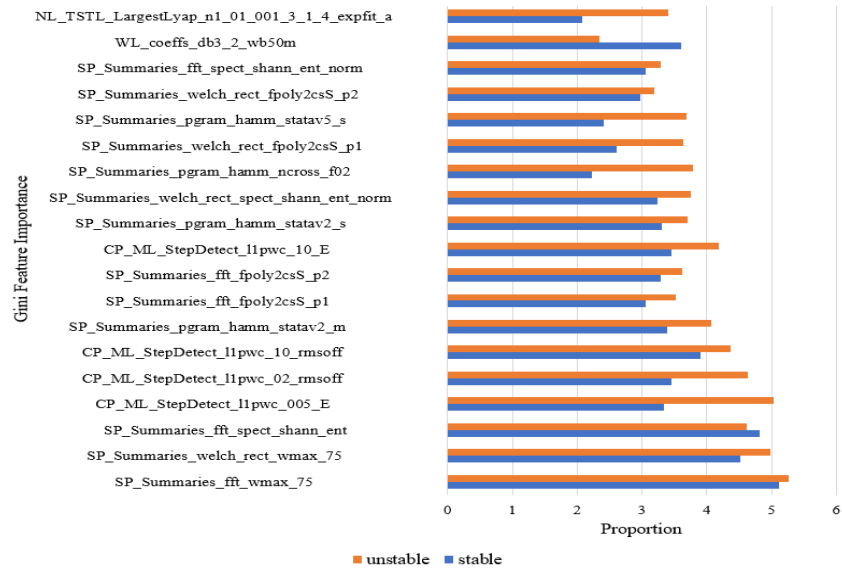 NL_TSTL_LargestLyap_n1_01_001_3_1_4_expfit_a
WL_coeffs_db3_2_wb50m
SP_Summaries_fft_spect_shann_ent_norm
SP_Summaries_welch_rect_fpoly2csS_p2
SP_Summaries_pgram_hamm_statav5_s
SP_Summaries_welch_rect_fpoly2csS_p1
SP_Summaries_pgram_hamm_ncross_f02
SP_Summaries_welch_rect_spect_shann_ent_norm
SP_Summaries_pgram_hamm_statav2_s
CP_ML_StepDetect_l1pwc_10_E
SP_Summaries_fft_fpoly2csS_p2
SP_Summaries_fft_fpoly2csS_p1
SP_Summaries_pgram_hamm_statav2_m
CP_ML_StepDetect_l1pwc_10_rmsoff
CP_ML_StepDetect_l1pwc_02_rmsoff
CP_ML_StepDetect_l1pwc_005_E
SP_Summaries_fft_spect_shann_ent
SP_Summaries_welch_rect_wmax_75
SP_Summaries_fft_wmax_75
Gini Feature Importance
0 1 2 3 4 5 6
Proportion
unstable stable